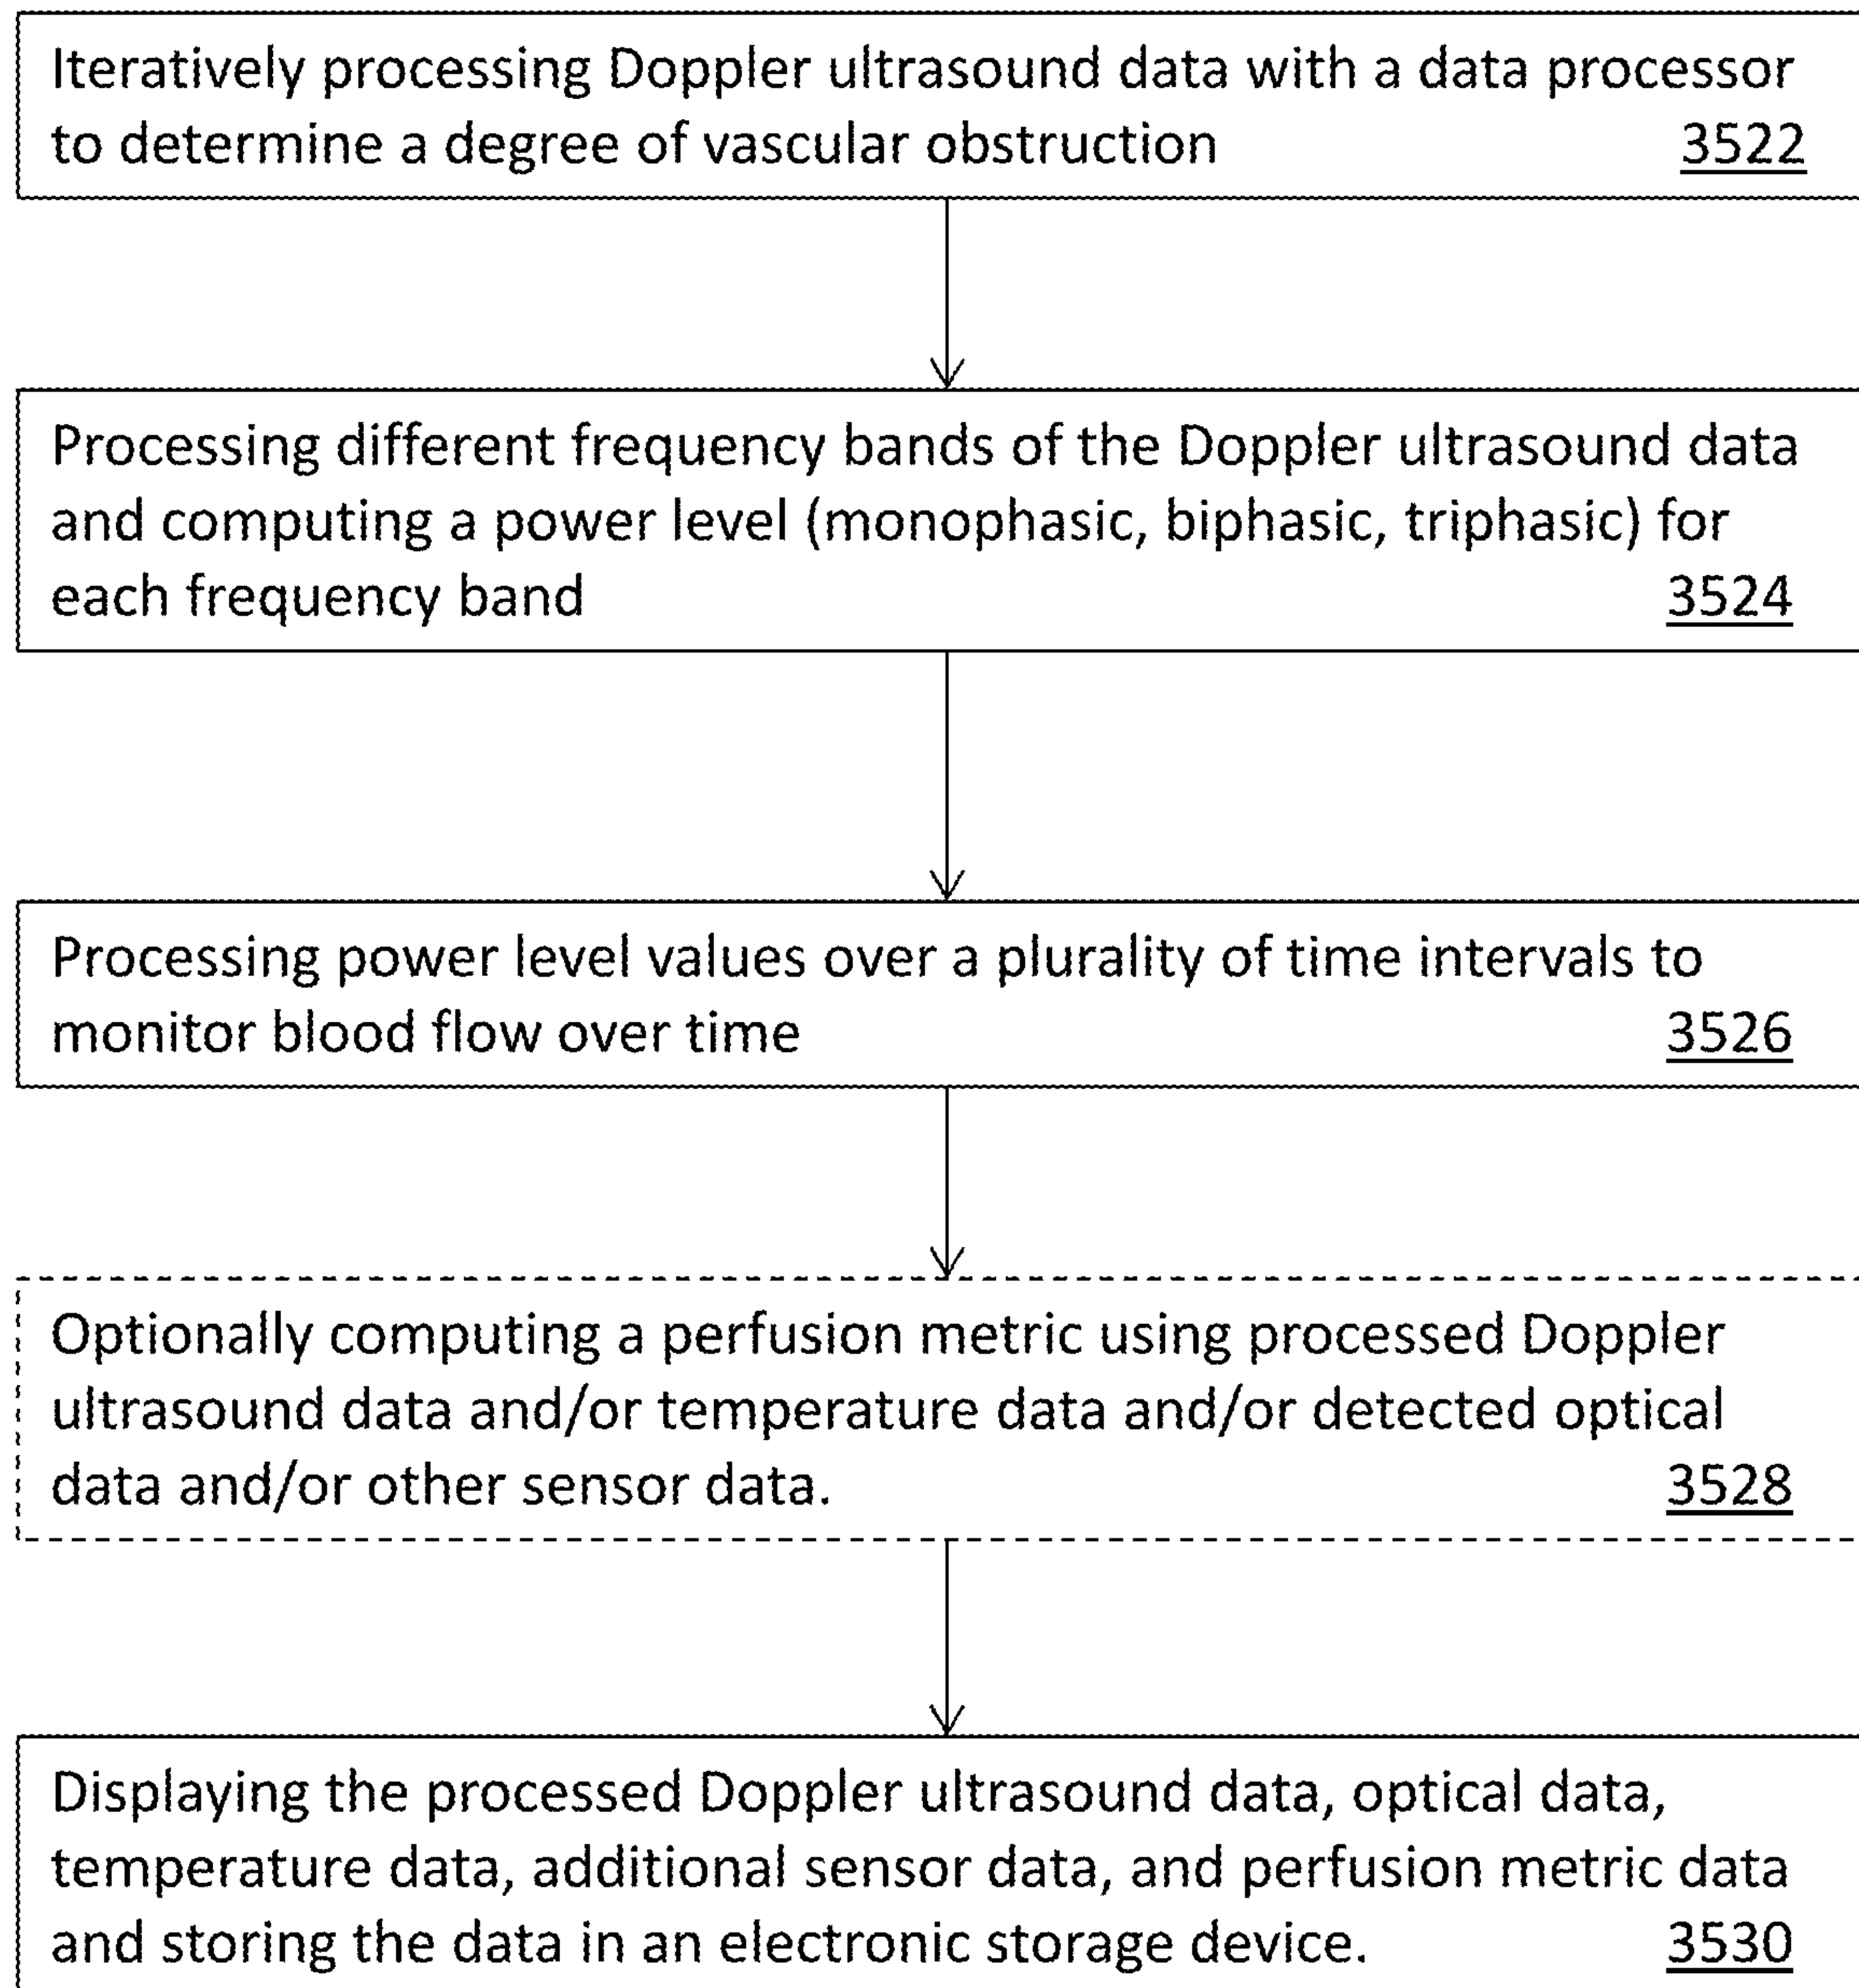 Iteratively processing Doppler ultrasound data with a data processor
to determine a degree of vascular obstruction 3522
Processing different frequency bands of the Doppler ultrasound data
and computing a power level (monophasic, biphasic, triphasic) for
each frequency band 3524
Processing power level values over a plurality of time intervals to
monitor blood flow over time 3526
Optionally computing a perfusion metric using processed Doppler
ultrasound data and/or temperature data and/or detected optical
data and/or other sensor data. 3528
Displaying the processed Doppler ultrasound data, optical data,
temperature data, additional sensor data, and perfusion metric data
and storing the data in an electronic storage device. 3530